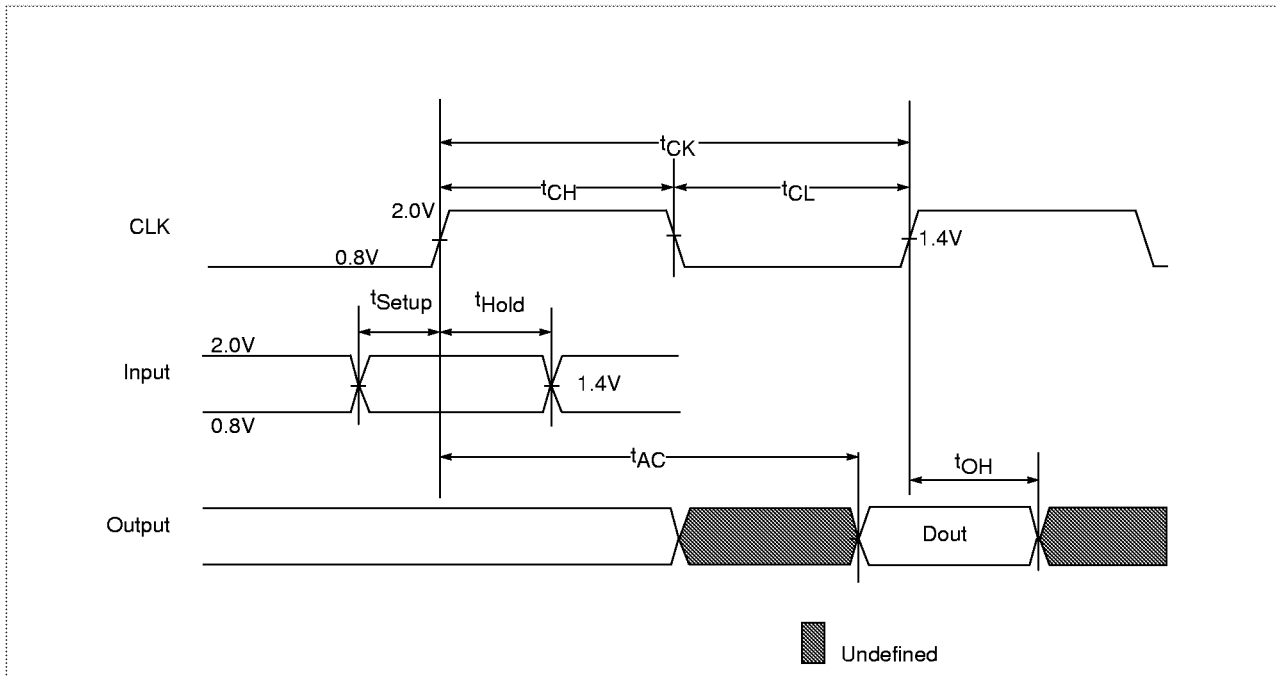 tCK
tCH
tCL
2.0V
CLK
1.4V
0.8V
tSetup
tHold
2.0V
Input
1.4V
0.8V
tAC
tOH
Output
Dout
Undefined